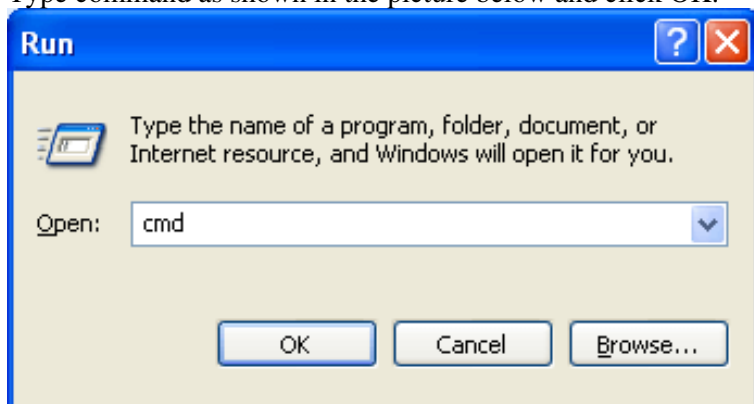 Type command as shown in the picture below and click OK.
Run
?
Type the name of a program, folder, document, or
Internet resource, and Windows will open it for you.
Open:
cmd
OK Cancel Browse...